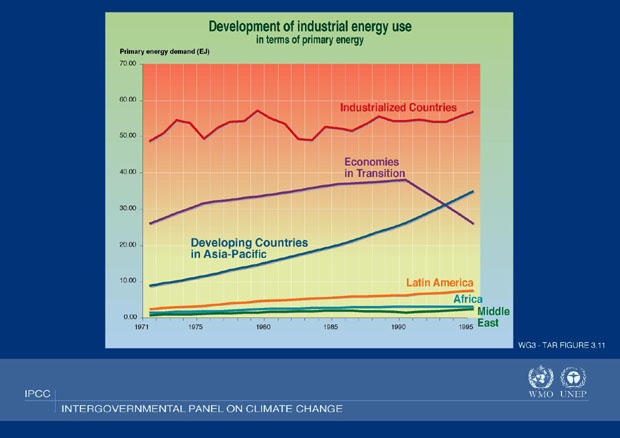 Development of industrial energy use
in terms of primary energy
Primary energy demand (EJ)
70.00
60.00
50.00
40.00
30.00
20.00
10.00
0.00
Industrialized Countries
Economies
in Transition
Developing Countries
in Asia-Pacific
Latin America
Africa
Middle
East
1971
1975
1980
1985
1990
1995
WG3 - TAR FIGURE 3.11
IPCC
INTERGOVERNMENTAL PANEL ON CLIMATE CHANGE
WMO UNEP